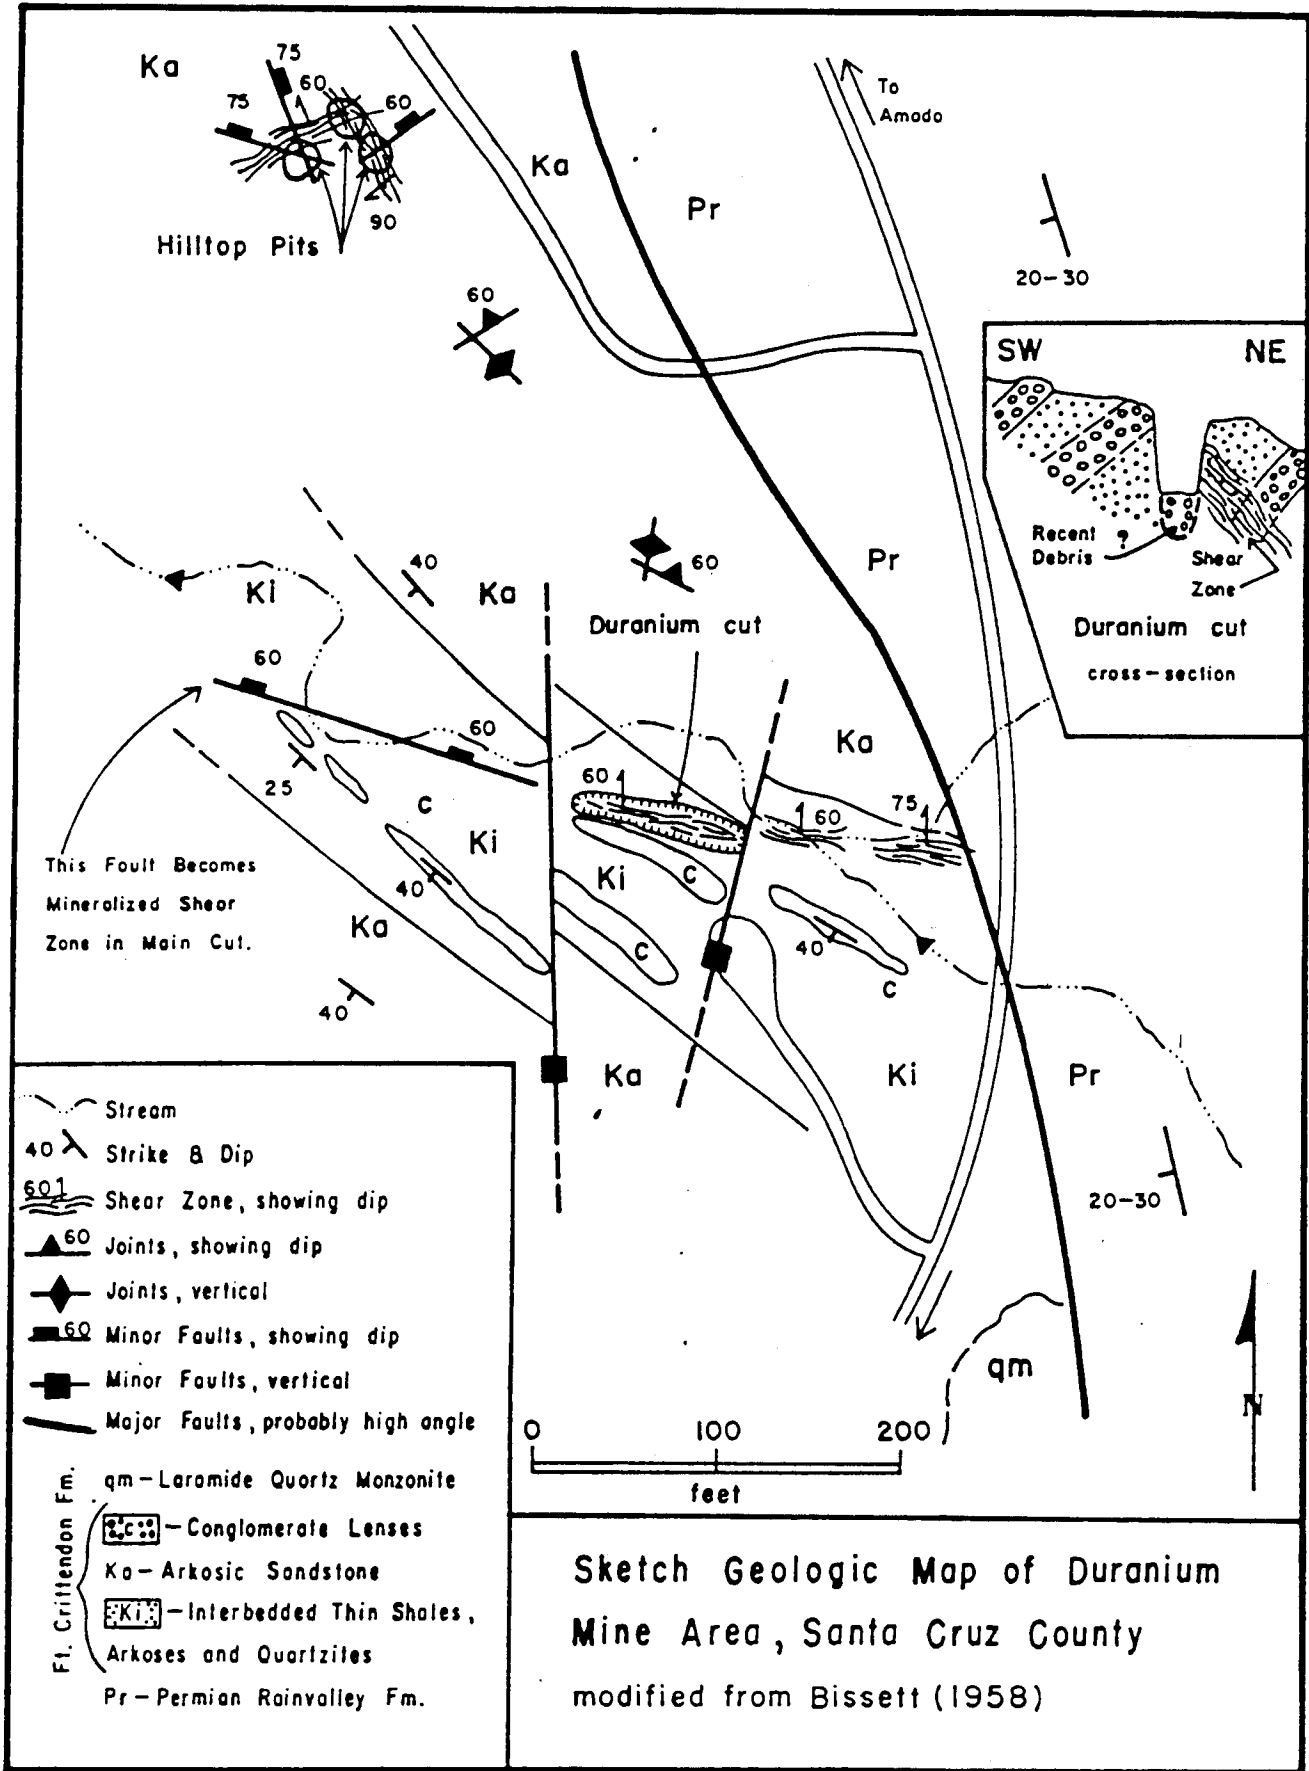 Ka
75
60
75
60
90
Hilltop Pits
Ka
Pr
To
Amado
20-30
60
SW NE
Recent
Debris
?
Shear
Zone
Duranium cut
cross-section
40
Ki
Ka
60
Pr
Duranium cut
60
60
Ka
25
C
Ki
60
60
75
This Fault Becomes
Mineralized Shear
Zone in Main Cut.
40
Ka
40
Ki
C
C
40
C
Ka
Ki
Pr
20-30
qm
N
0 100 200
feet
Stream
40 Strike & Dip
60 Shear Zone, showing dip
60 Joints, showing dip
Joints, vertical
60 Minor Faults, showing dip
Minor Faults, vertical
Major Faults, probably high angle
qm-Laramide Quartz Monzonite
Ft. Crittendon Fm.
c -Conglomerate Lenses
Ka-Arkosic Sandstone
Ki -Interbedded Thin Shales,
Arkoses and Quartzites
Pr-Permian Rainvalley Fm.
Sketch Geologic Map of Duranium
Mine Area, Santa Cruz County
modified from Bissett (1958)